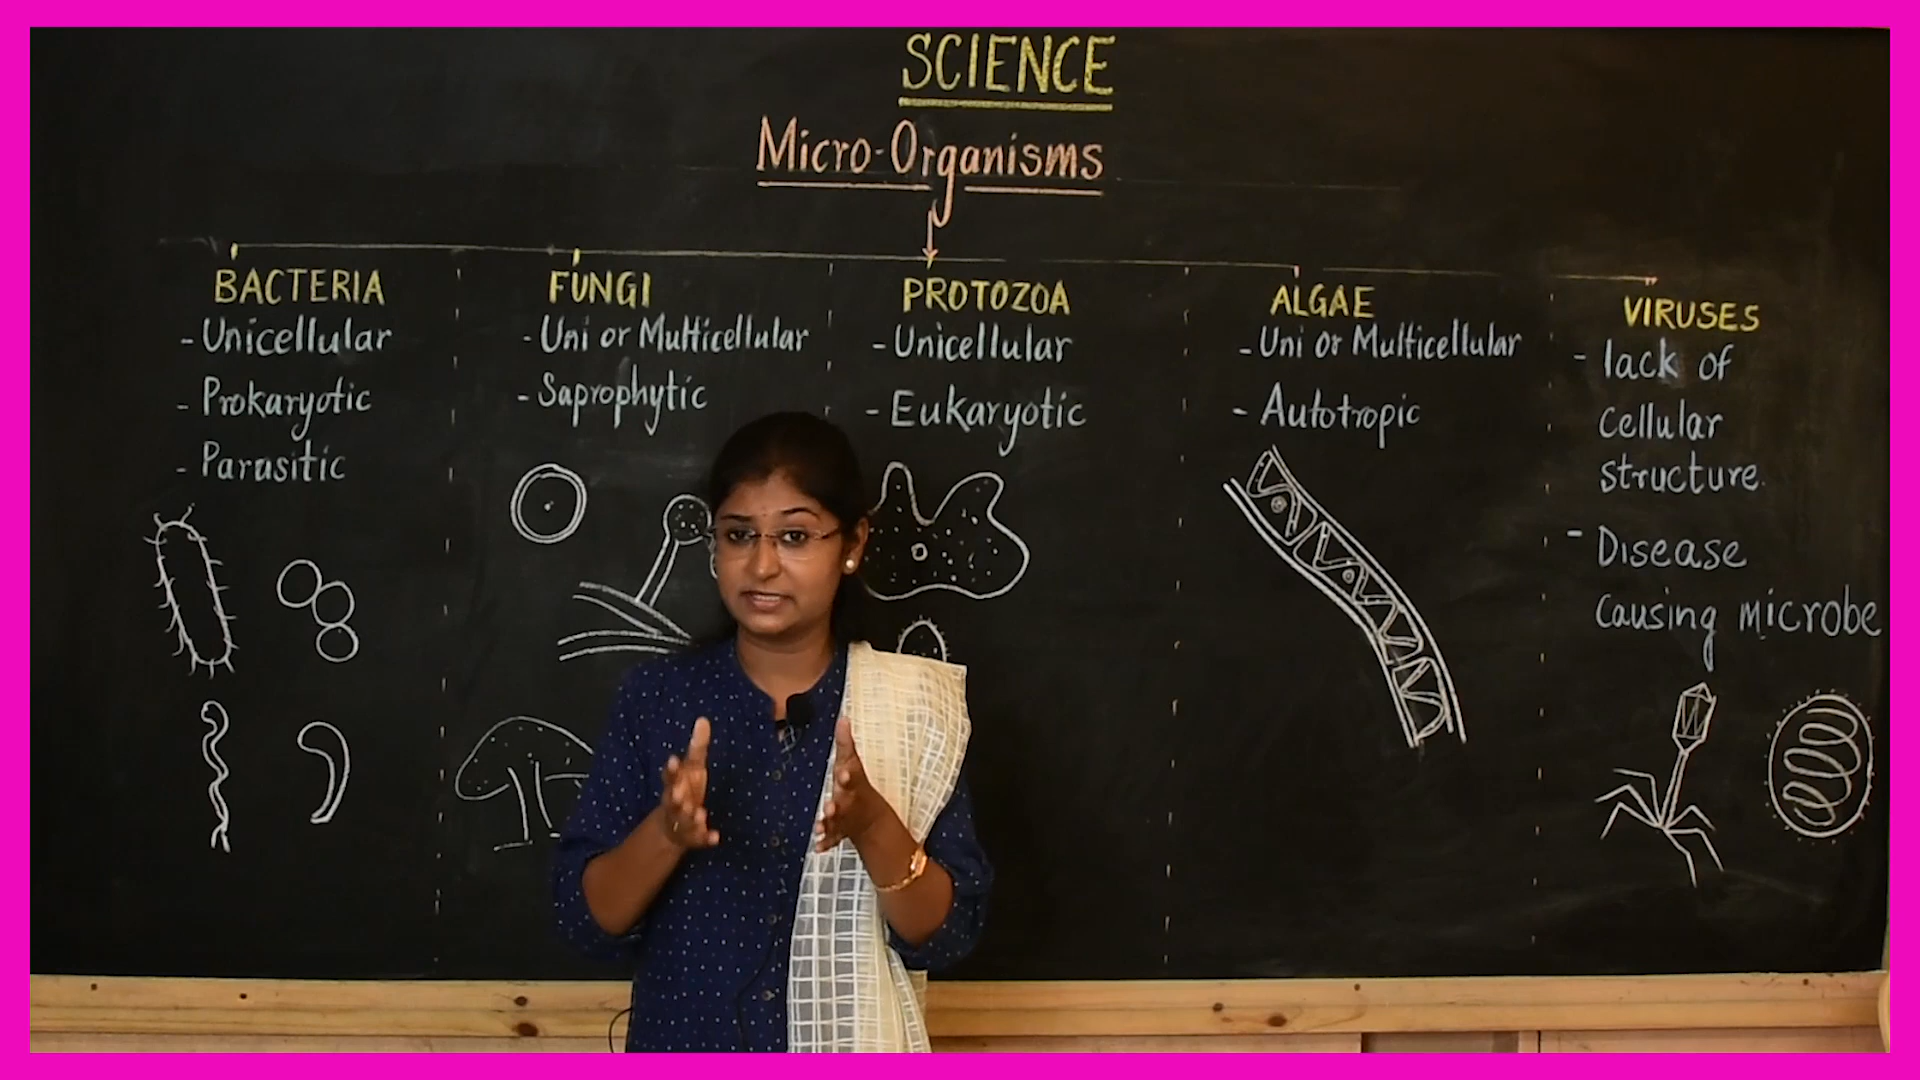 SCIENCE
Micro-Organisms
BACTERIA
- Unicellular
- Prokaryotic
- Parasitic
FUNGI
- Uni or Multicellular
- Saprophytic
PROTOZOA
- Unicellular
- Eukaryotic
ALGAE
- Uni or Multicellular
- Autotropic
VIRUSES
- lack of
cellular
structure.
- Disease
causing microbe